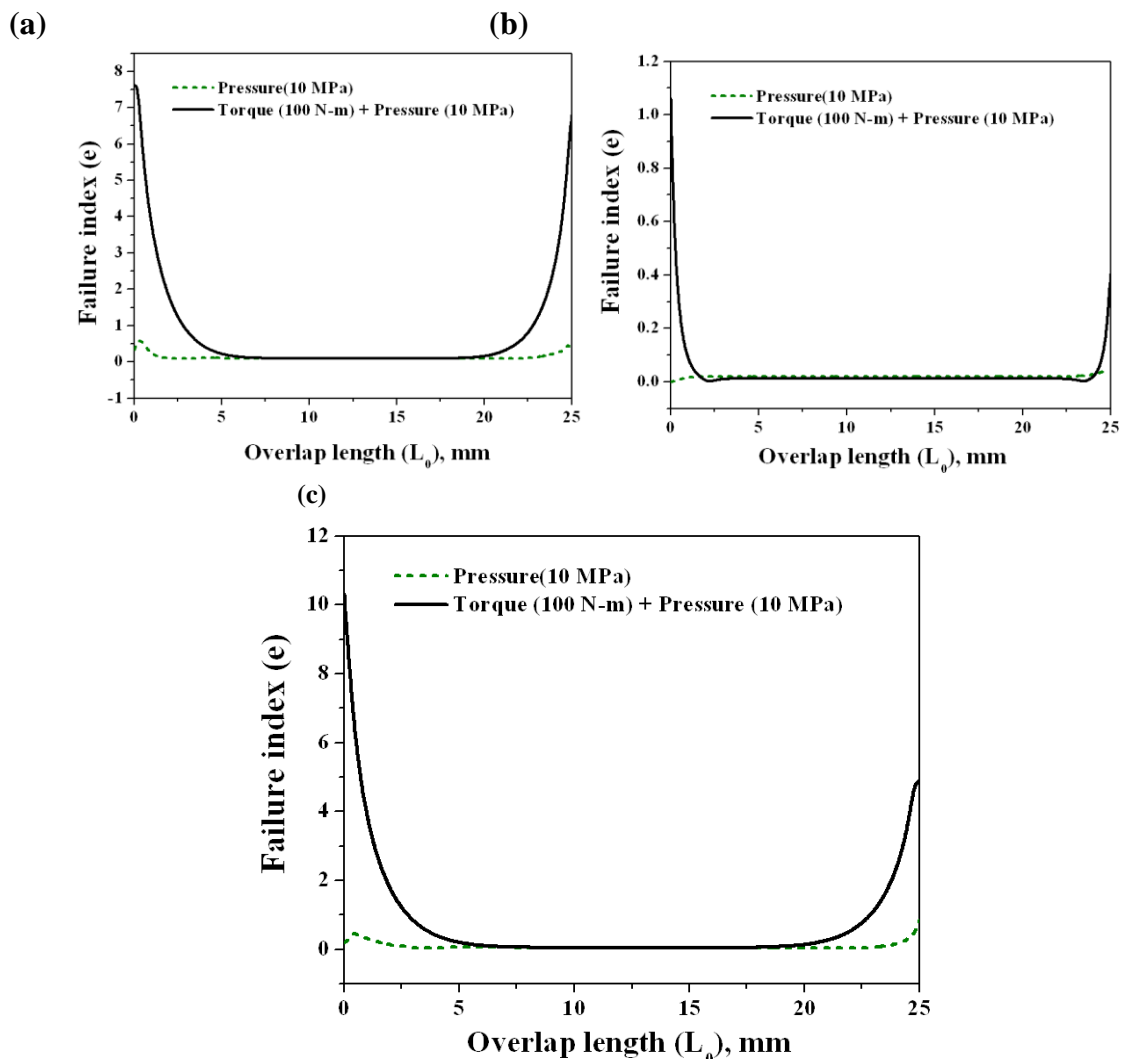 (a)
(b)
8
7
6
5
4
3
2
1
0
-1
Failure index (e)
Pressure(10 MPa)
Torque (100 N-m) + Pressure (10 MPa)
0 5 10 15 20 25
Overlap length (L₀), mm
1.2
1.0
0.8
0.6
0.4
0.2
0.0
Failure index (e)
Pressure(10 MPa)
Torque (100 N-m) + Pressure (10 MPa)
0 5 10 15 20 25
Overlap length (L₀), mm
(c)
12
10
8
6
4
2
0
Failure index (e)
Pressure(10 MPa)
Torque (100 N-m) + Pressure (10 MPa)
0 5 10 15 20 25
Overlap length (L₀), mm